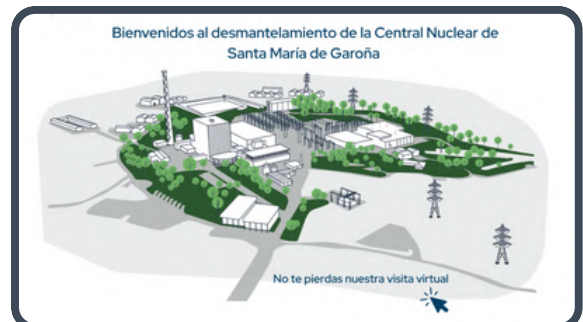 Bienvenidos al desmantelamiento de la Central Nuclear de
Santa María de Garoña
No te pierdas nuestra visita virtual